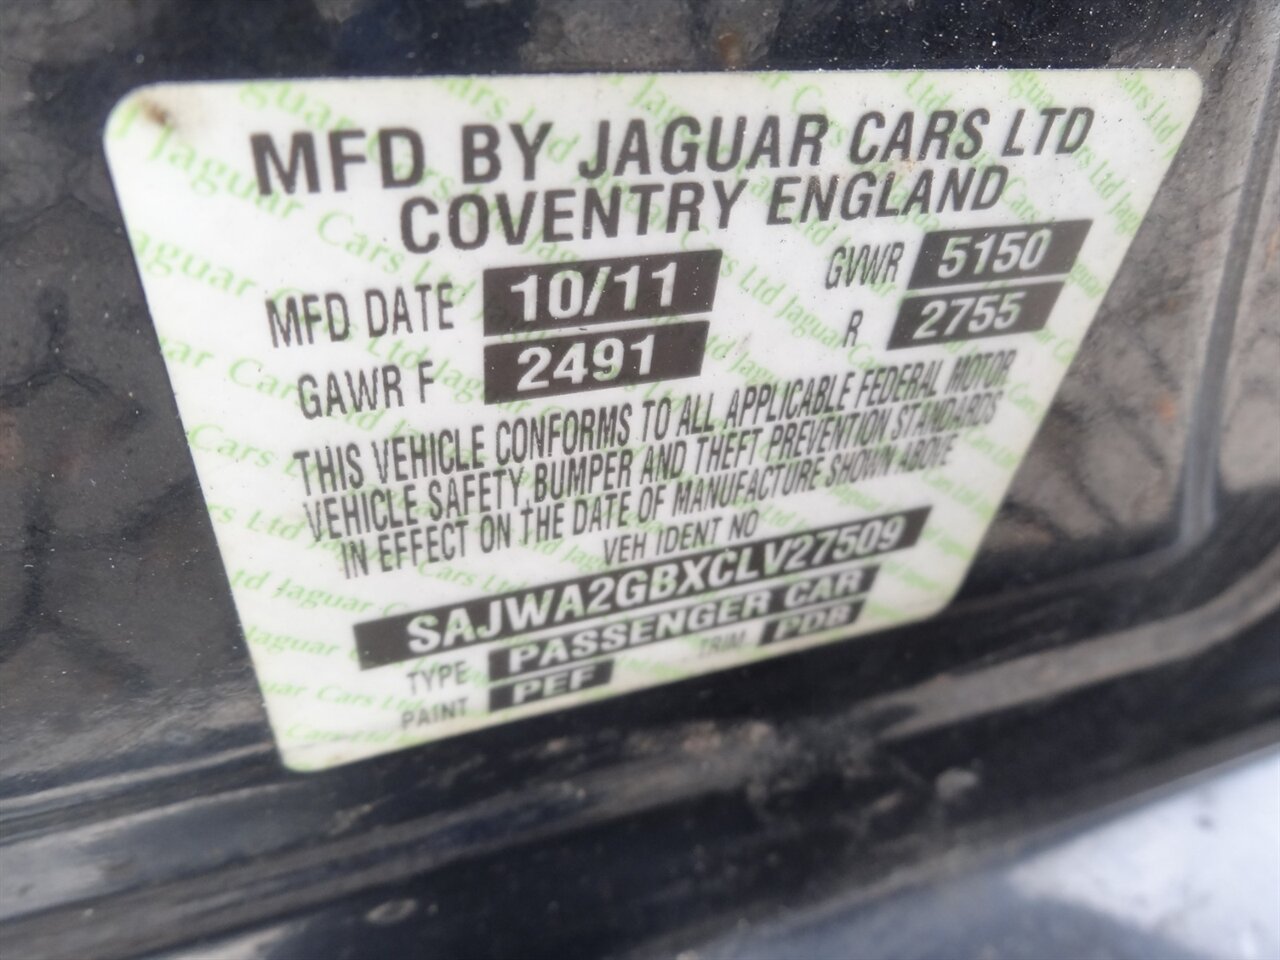 MFD BY JAGUAR CARS LTD
COVENTRY ENGLAND
MFD DATE 10/11 GVWR 5150
GAWR F 2491 R 2755
THIS VEHICLE CONFORMS TO ALL APPLICABLE FEDERAL MOTOR
VEHICLE SAFETY, BUMPER AND THEFT PREVENTION STANDARDS
IN EFFECT ON THE DATE OF MANUFACTURE SHOWN ABOVE
VEH IDENT NO
SAJWA2GBXCLV27509
TYPE PASSENGER CAR
PAINT PEF TRIM PDB